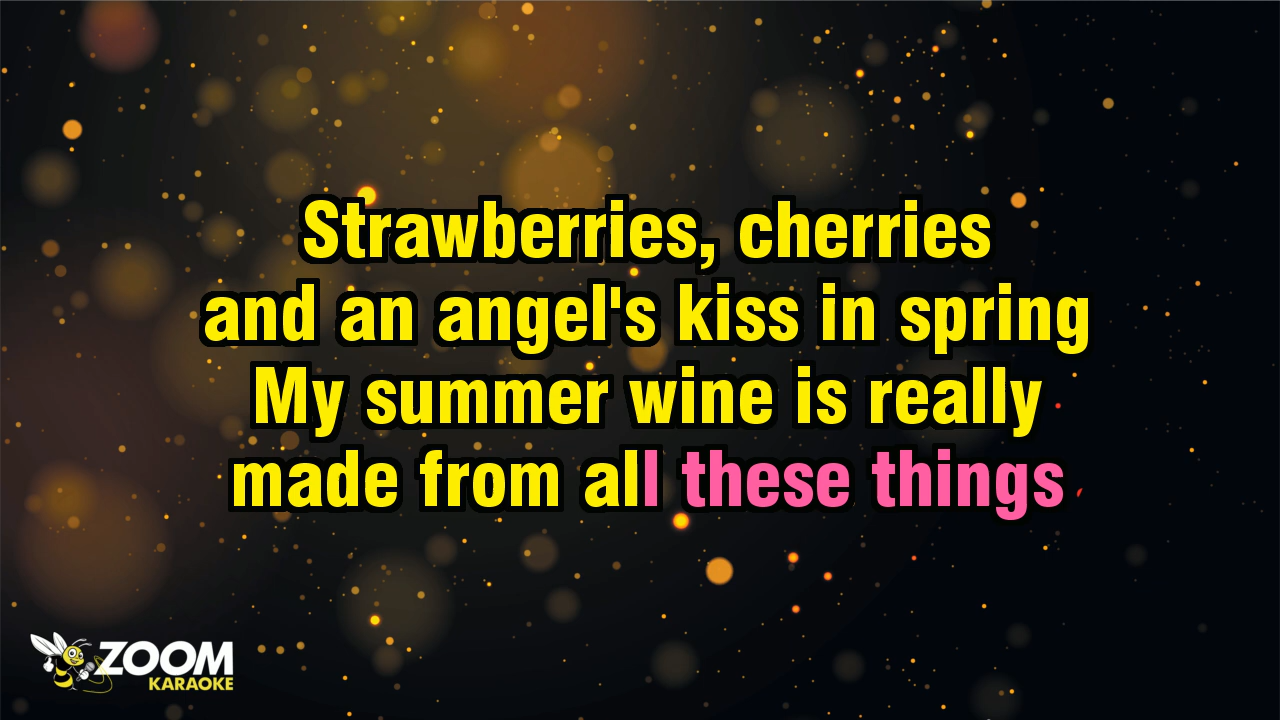 Strawberries, cherries
and an angel's kiss in spring
My summer wine is really
made from all these things
ZOOM
KARAOKE